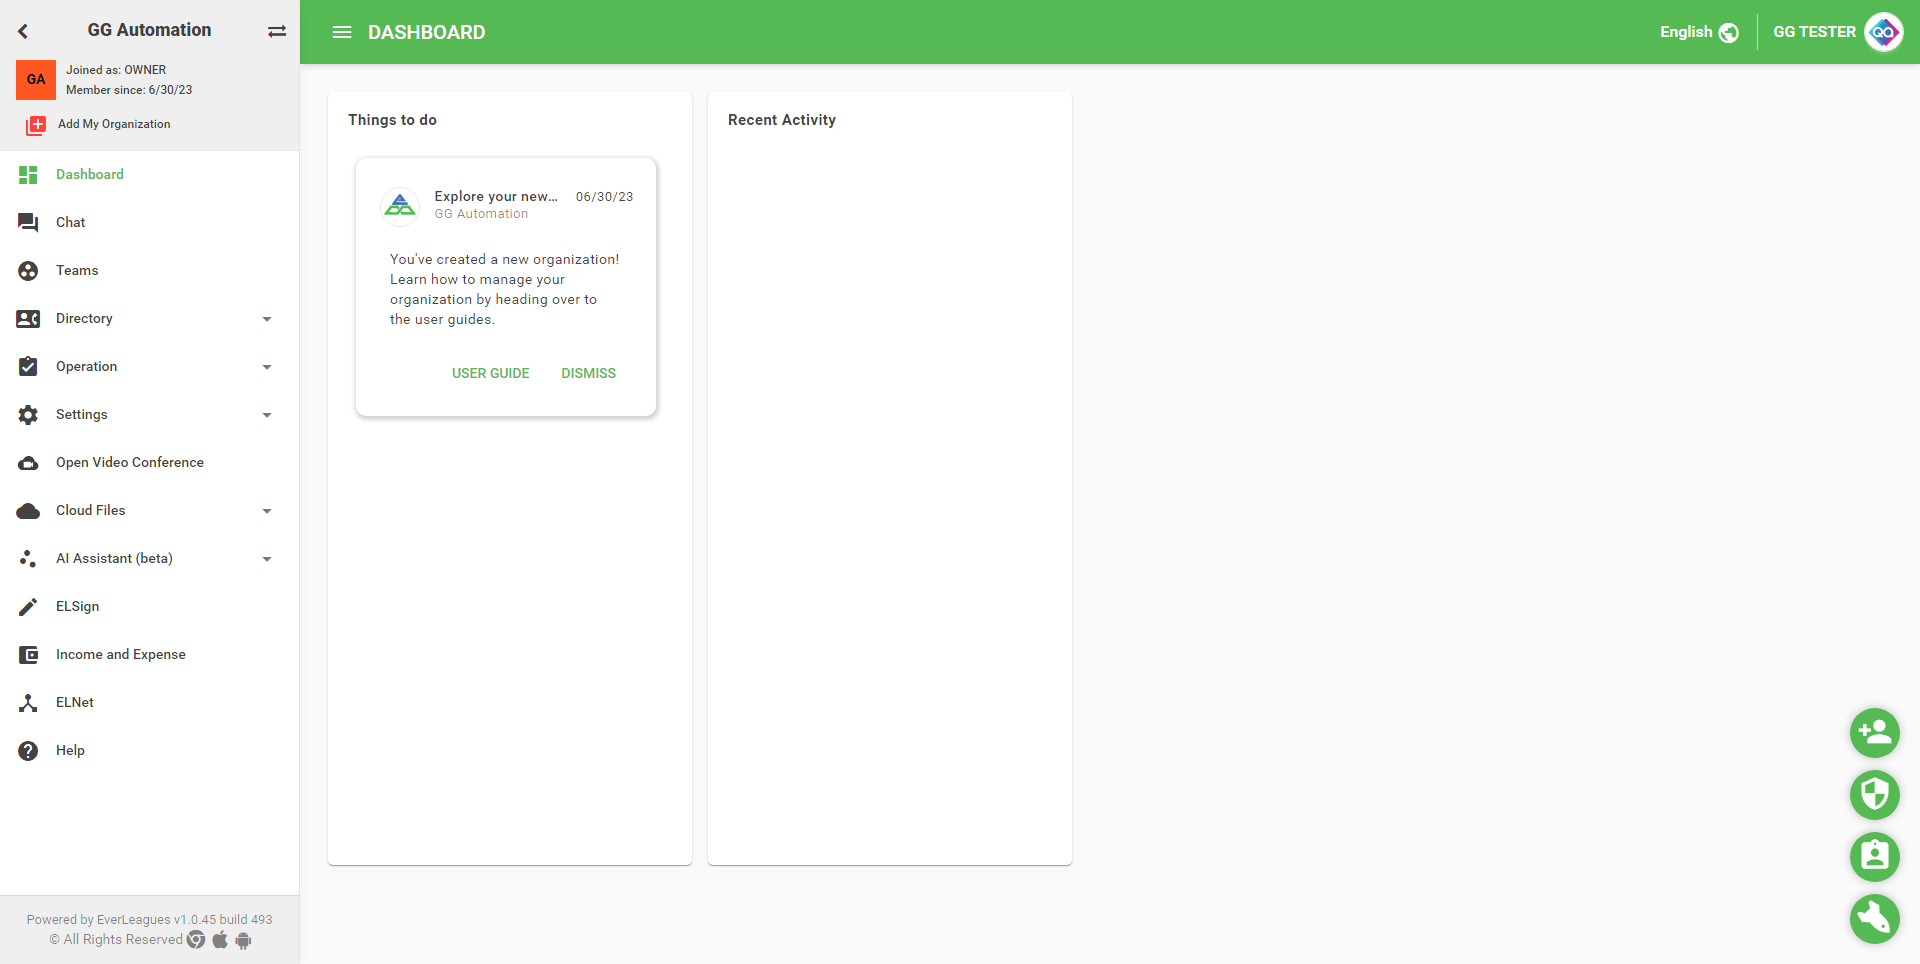 GG Automation
GA
Joined as: OWNER
Member since: 6/30/23
Add My Organization
Dashboard
Chat
Teams
Directory
Operation
Settings
Open Video Conference
Cloud Files
AI Assistant (beta)
ELSign
Income and Expense
ELNet
Help
Powered by EverLeagues v1.0.45 build 493
© All Rights Reserved
DASHBOARD
English
GG TESTER
QA
Things to do
Explore your new... 06/30/23
GG Automation
You've created a new organization!
Learn how to manage your
organization by heading over to
the user guides.
USER GUIDE DISMISS
Recent Activity